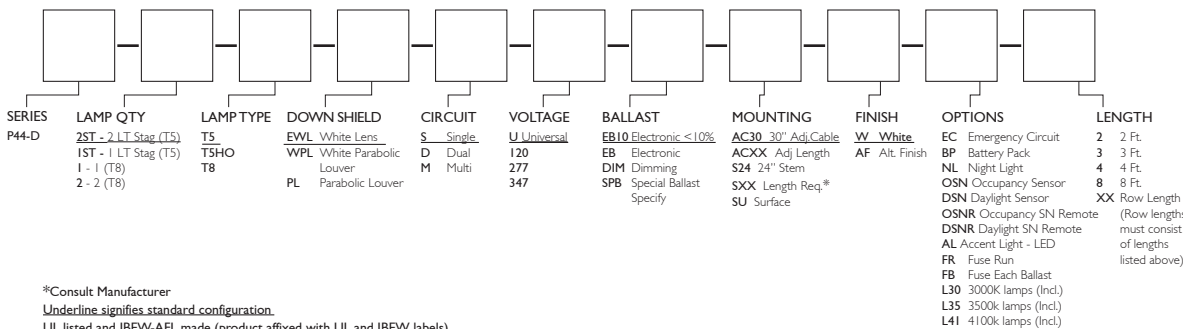 SERIES
P44-D
LAMP QTY
2ST - 2 LT Stag (T5)
1ST - 1 LT Stag (T5)
1 - 1 (T8)
2 - 2 (T8)
LAMP TYPE
T5
T5HO
T8
DOWN SHIELD
EWL White Lens
WPL White Parabolic
Louver
PL Parabolic Louver
CIRCUIT
S Single
D Dual
M Multi
VOLTAGE
U Universal
120
277
347
BALLAST
EB10 Electronic <10%
EB Electronic
DIM Dimming
SPB Special Ballast
Specify
MOUNTING
AC30 30" Adj.Cable
ACXX Adj Length
S24 24" Stem
SXX Length Req.*
SU Surface
FINISH
W White
AF Alt. Finish
OPTIONS
EC Emergency Circuit
BP Battery Pack
NL Night Light
OSN Occupancy Sensor
DSN Daylight Sensor
OSNR Occupancy SN Remote
DSNR Daylight SN Remote
AL Accent Light - LED
FR Fuse Run
FB Fuse Each Ballast
L30 3000K lamps (Incl.)
L35 3500k lamps (Incl.)
L41 4100k lamps (Incl.)
LENGTH
2 2 Ft.
3 3 Ft.
4 4 Ft.
8 8 Ft.
XX Row Length
(Row lengths
must consist
of lengths
listed above)
*Consult Manufacturer
Underline signifies standard configuration
UL listed and IBEW-AFL made (product affixed with UL and IBEW labels)